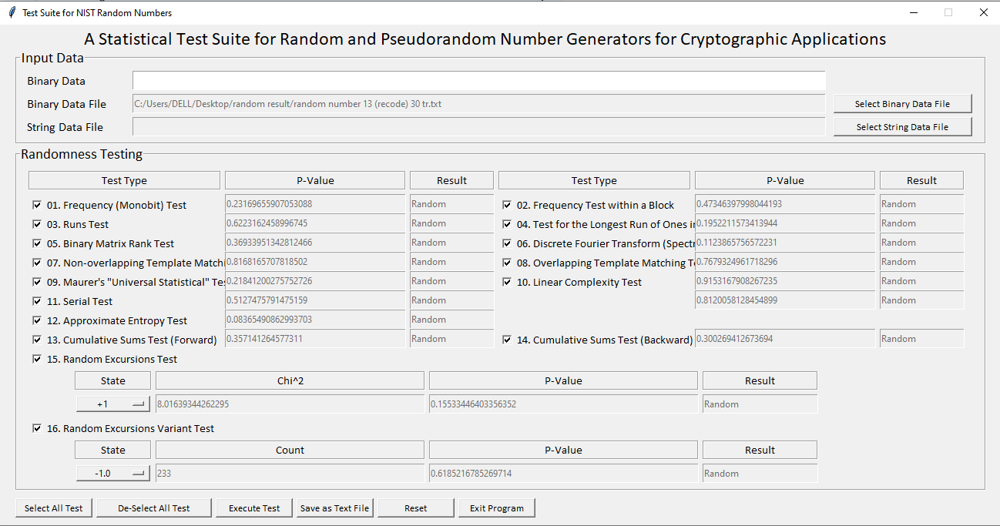 Test Suite for NIST Random Numbers
A Statistical Test Suite for Random and Pseudorandom Number Generators for Cryptographic Applications
Input Data
Binary Data
Binary Data File C:/Users/DELL/Desktop/random result/random number 13 (recode) 30 tr.txt Select Binary Data File
String Data File Select String Data File
Randomness Testing
Test Type P-Value Result Test Type P-Value Result
01. Frequency (Monobit) Test 0.23169655907053088 Random 02. Frequency Test within a Block 0.47346397998044193 Random
03. Runs Test 0.6223162458996745 Random 04. Test for the Longest Run of Ones in 0.1952211573413944 Random
05. Binary Matrix Rank Test 0.36933951342812466 Random 06. Discrete Fourier Transform (Spectr 0.1123865756572231 Random
07. Non-overlapping Template Matchi 0.8168165707818502 Random 08. Overlapping Template Matching Te 0.7679324961718296 Random
09. Maurer's "Universal Statistical" Tes 0.21841200275752726 Random 10. Linear Complexity Test 0.9153167908267235 Random
11. Serial Test 0.5127475791475159 Random 0.8120058128454899 Random
12. Approximate Entropy Test 0.08365490862993703 Random
13. Cumulative Sums Test (Forward) 0.357141264577311 Random 14. Cumulative Sums Test (Backward) 0.300269412673694 Random
15. Random Excursions Test
State Chi^2 P-Value Result
+1 8.01639344262295 0.15533446403356352 Random
16. Random Excursions Variant Test
State Count P-Value Result
-1.0 233 0.6185216785269714 Random
Select All Test De-Select All Test Execute Test Save as Text File Reset Exit Program